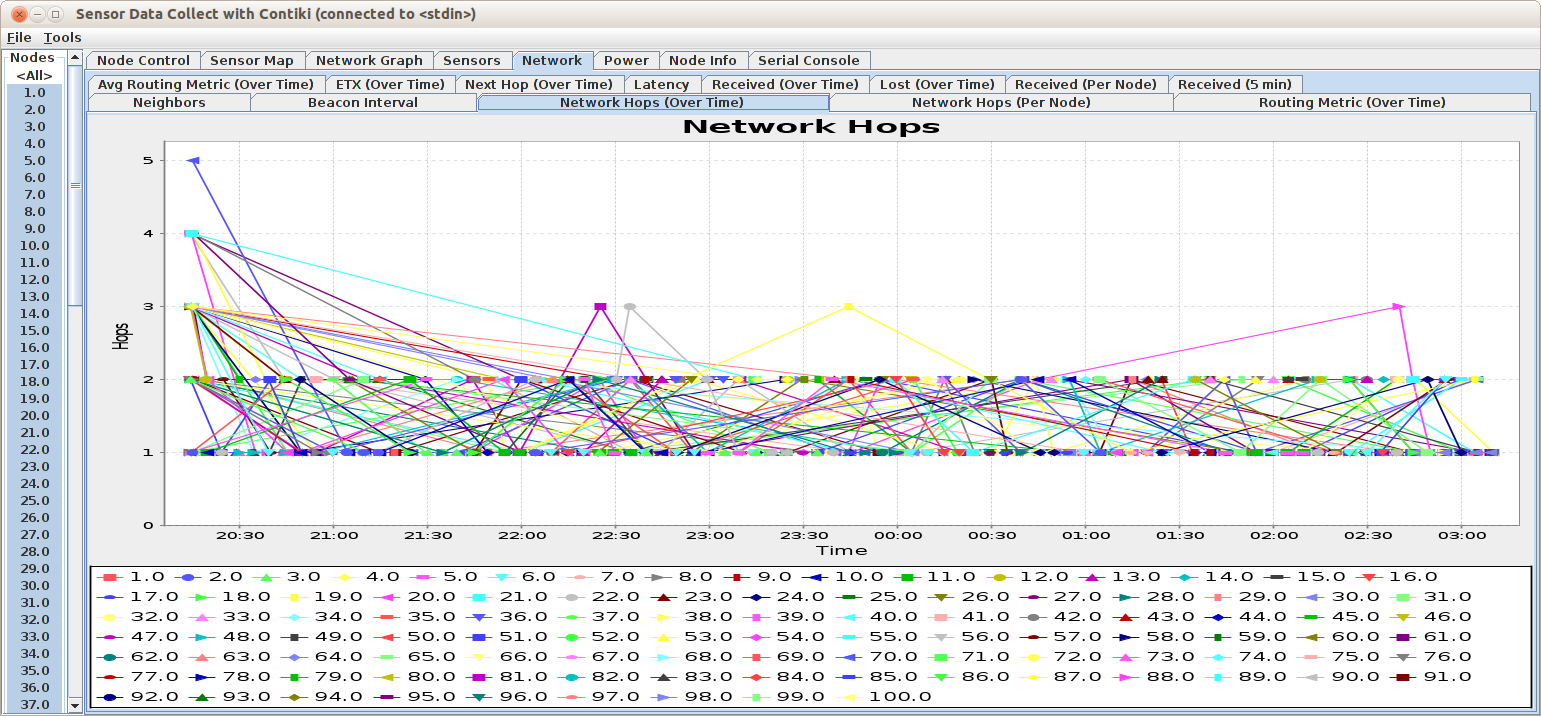 Sensor Data Collect with Contiki (connected to <stdin>)
File Tools
Nodes
<All>
1.0
2.0
3.0
4.0
5.0
6.0
7.0
8.0
9.0
10.0
11.0
12.0
13.0
14.0
15.0
16.0
17.0
18.0
19.0
20.0
21.0
22.0
23.0
24.0
25.0
26.0
27.0
28.0
29.0
30.0
31.0
32.0
33.0
34.0
35.0
36.0
37.0
Node Control Sensor Map Network Graph Sensors Network Power Node Info Serial Console
Avg Routing Metric (Over Time) ETX (Over Time) Next Hop (Over Time) Latency Received (Over Time) Lost (Over Time) Received (Per Node) Received (5 min)
Neighbors Beacon Interval Network Hops (Over Time) Network Hops (Per Node) Routing Metric (Over Time)
Network Hops
5
4
3
2
1
0
Hops
20:30 21:00 21:30 22:00 22:30 23:00 23:30 00:00 00:30 01:00 01:30 02:00 02:30 03:00
Time
1.0 2.0 3.0 4.0 5.0 6.0 7.0 8.0 9.0 10.0 11.0 12.0 13.0 14.0 15.0 16.0
17.0 18.0 19.0 20.0 21.0 22.0 23.0 24.0 25.0 26.0 27.0 28.0 29.0 30.0 31.0
32.0 33.0 34.0 35.0 36.0 37.0 38.0 39.0 40.0 41.0 42.0 43.0 44.0 45.0 46.0
47.0 48.0 49.0 50.0 51.0 52.0 53.0 54.0 55.0 56.0 57.0 58.0 59.0 60.0 61.0
62.0 63.0 64.0 65.0 66.0 67.0 68.0 69.0 70.0 71.0 72.0 73.0 74.0 75.0 76.0
77.0 78.0 79.0 80.0 81.0 82.0 83.0 84.0 85.0 86.0 87.0 88.0 89.0 90.0 91.0
92.0 93.0 94.0 95.0 96.0 97.0 98.0 99.0 100.0